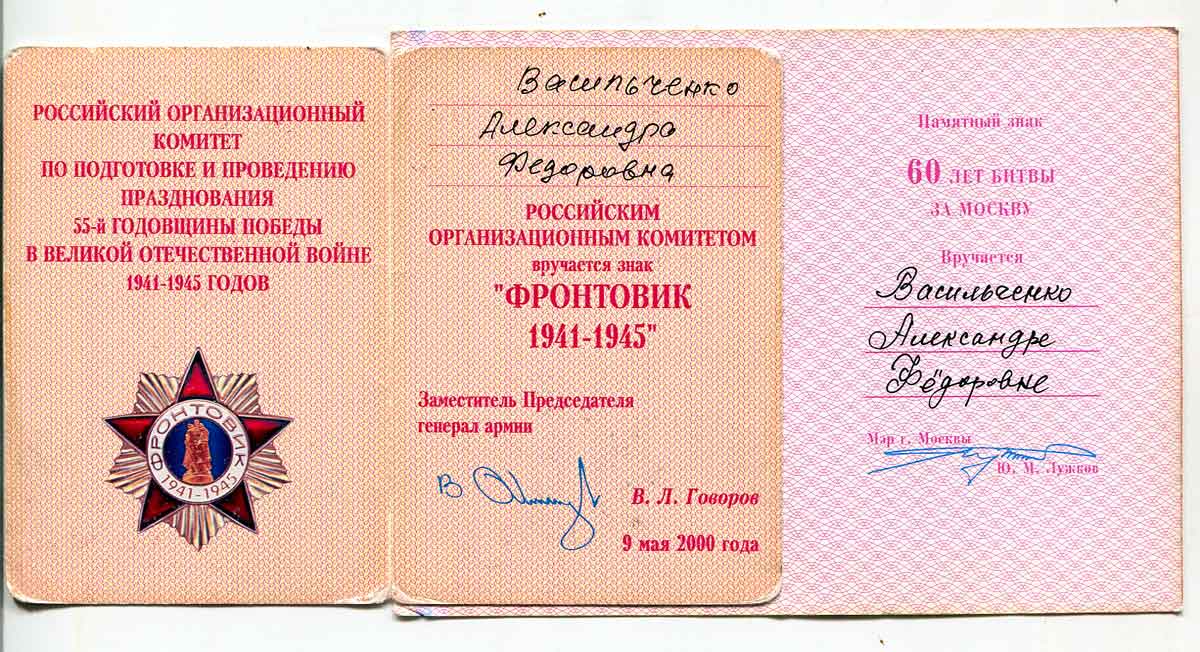 РОССИЙСКИЙ ОРГАНИЗАЦИОННЫЙ
КОМИТЕТ
ПО ПОДГОТОВКЕ И ПРОВЕДЕНИЮ
ПРАЗДНОВАНИЯ
55-й ГОДОВЩИНЫ ПОБЕДЫ
В ВЕЛИКОЙ ОТЕЧЕСТВЕННОЙ ВОЙНЕ
1941-1945 ГОДОВ
ФРОНТОВИК
1941-1945
Васильченко
Александра
Федоровна
РОССИЙСКИМ
ОРГАНИЗАЦИОННЫМ КОМИТЕТОМ
вручается знак
"ФРОНТОВИК
1941-1945"
Заместитель Председателя
генерал армии
В. Л. Говоров
9 мая 2000 года
Памятный знак
60 ЛЕТ БИТВЫ
ЗА МОСКВУ
Вручается
Васильченко
Александре
Фёдоровне
Мэр г. Москвы
Ю. М. Лужков